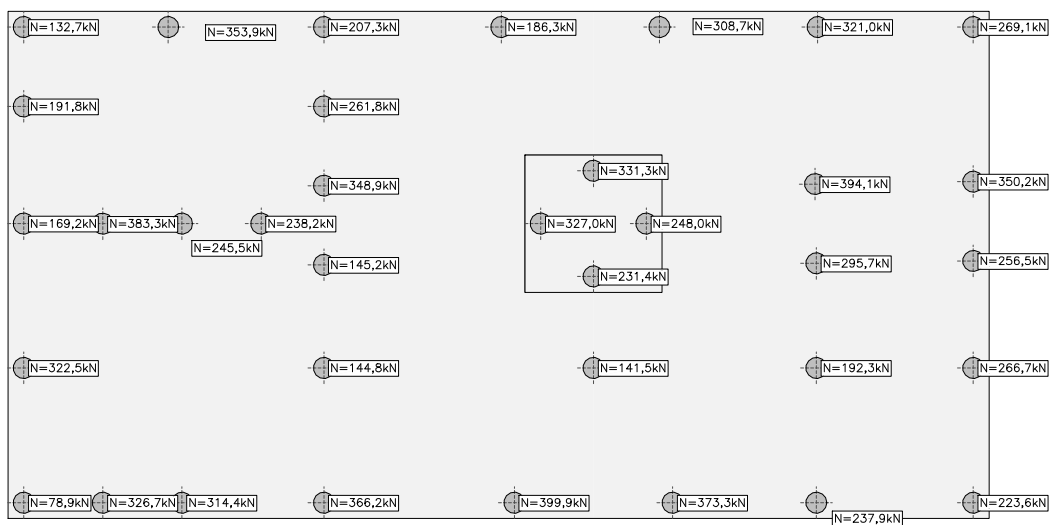 N=132,7kN
N=353,9kN
N=207,3kN
N=186,3kN
N=308,7kN
N=321,0kN
N=269,1kN
N=191,8kN
N=261,8kN
N=331,3kN
N=348,9kN
N=394,1kN
N=350,2kN
N=169,2kN
N=383,3kN
N=245,5kN
N=238,2kN
N=327,0kN
N=248,0kN
N=145,2kN
N=231,4kN
N=295,7kN
N=256,5kN
N=322,5kN
N=144,8kN
N=141,5kN
N=192,3kN
N=266,7kN
N=78,9kN
N=326,7kN
N=314,4kN
N=366,2kN
N=399,9kN
N=373,3kN
N=237,9kN
N=223,6kN